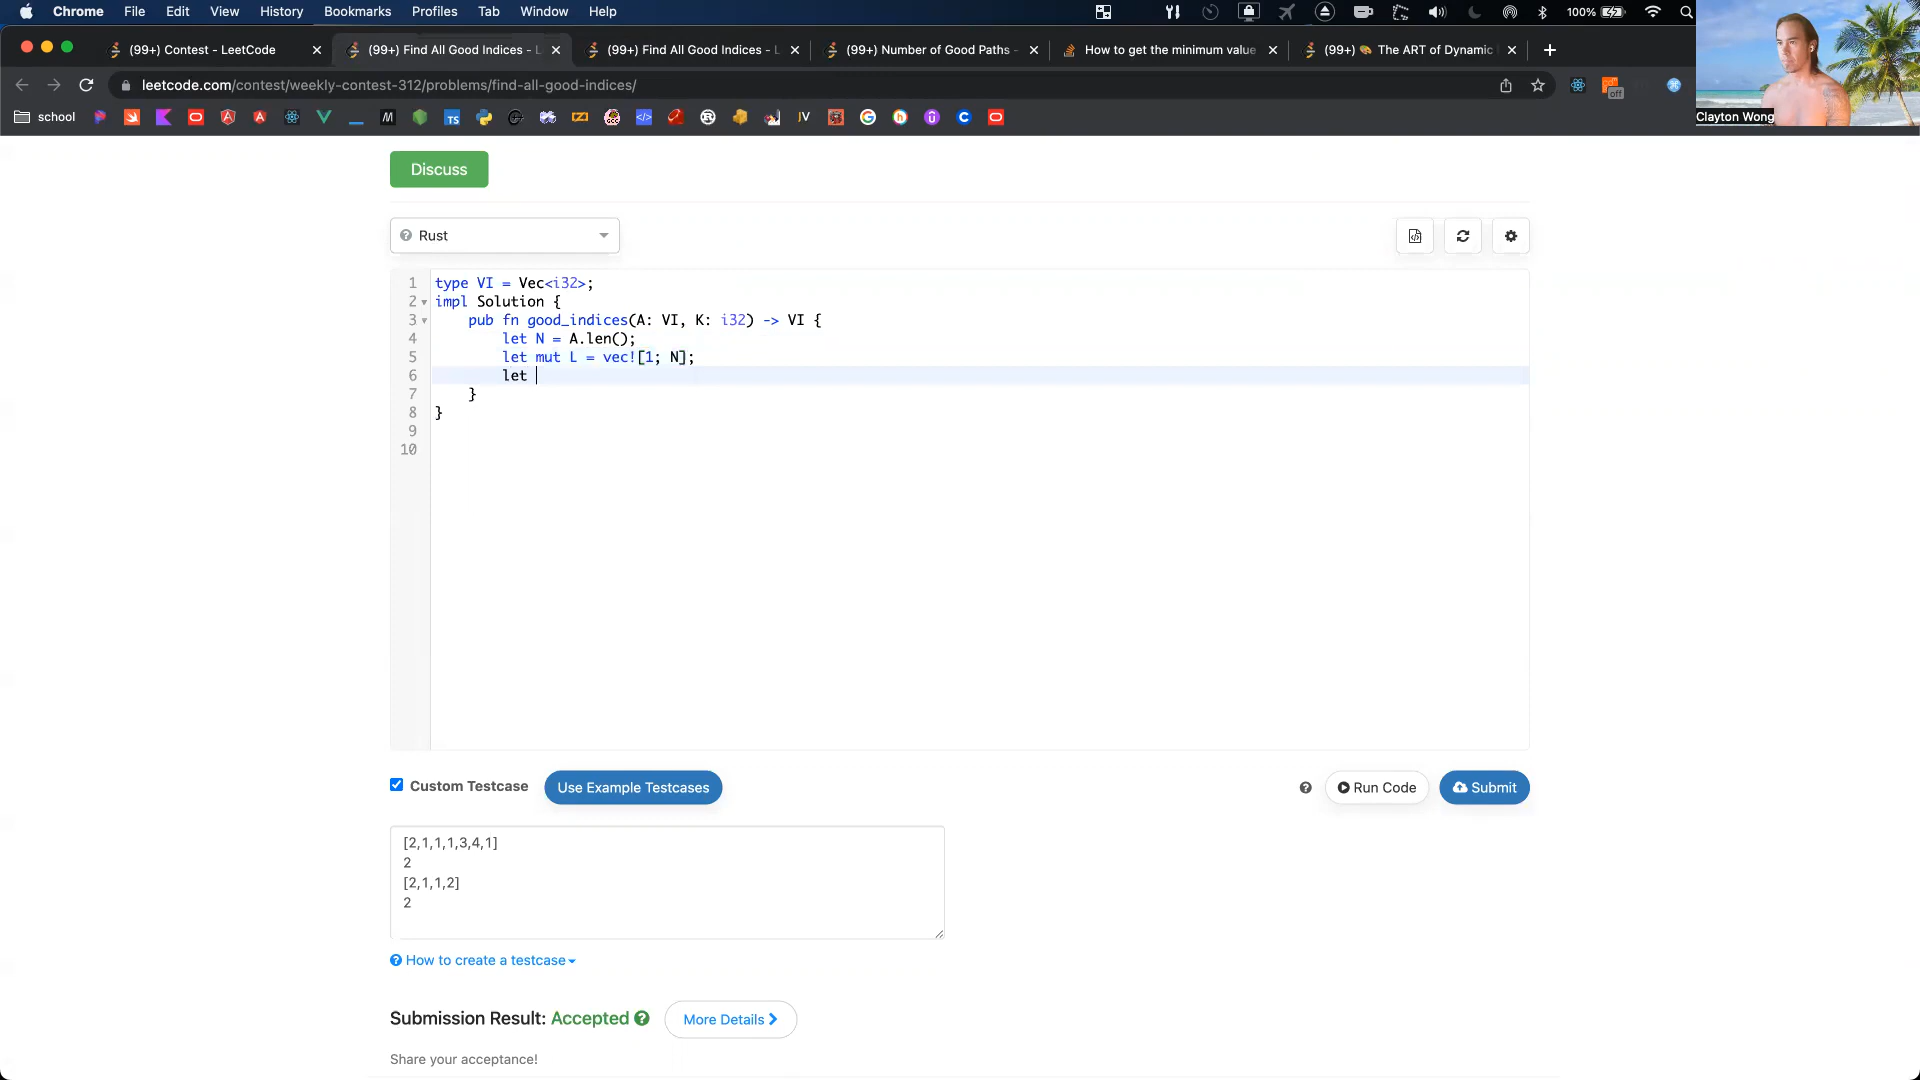 Chrome File Edit View History Bookmarks Profiles Tab Window Help 100%
(99+) Contest - LeetCode
(99+) Find All Good Indices - L
(99+) Find All Good Indices - L
(99+) Number of Good Paths -
How to get the minimum value
(99+) 🎨 The ART of Dynamic
leetcode.com/contest/weekly-contest-312/problems/find-all-good-indices/
off
school
TS
JV
Clayton Wong
Discuss
Rust
1 type VI = Vec<i32>;
2 impl Solution {
3 pub fn good_indices(A: VI, K: i32) -> VI {
4 let N = A.len();
5 let mut L = vec![1; N];
6 let
7 }
8 }
9
10
Custom Testcase
Use Example Testcases
Run Code
Submit
[2,1,1,1,3,4,1]
2
[2,1,1,2]
2
How to create a testcase
Submission Result: Accepted
More Details
Share your acceptance!